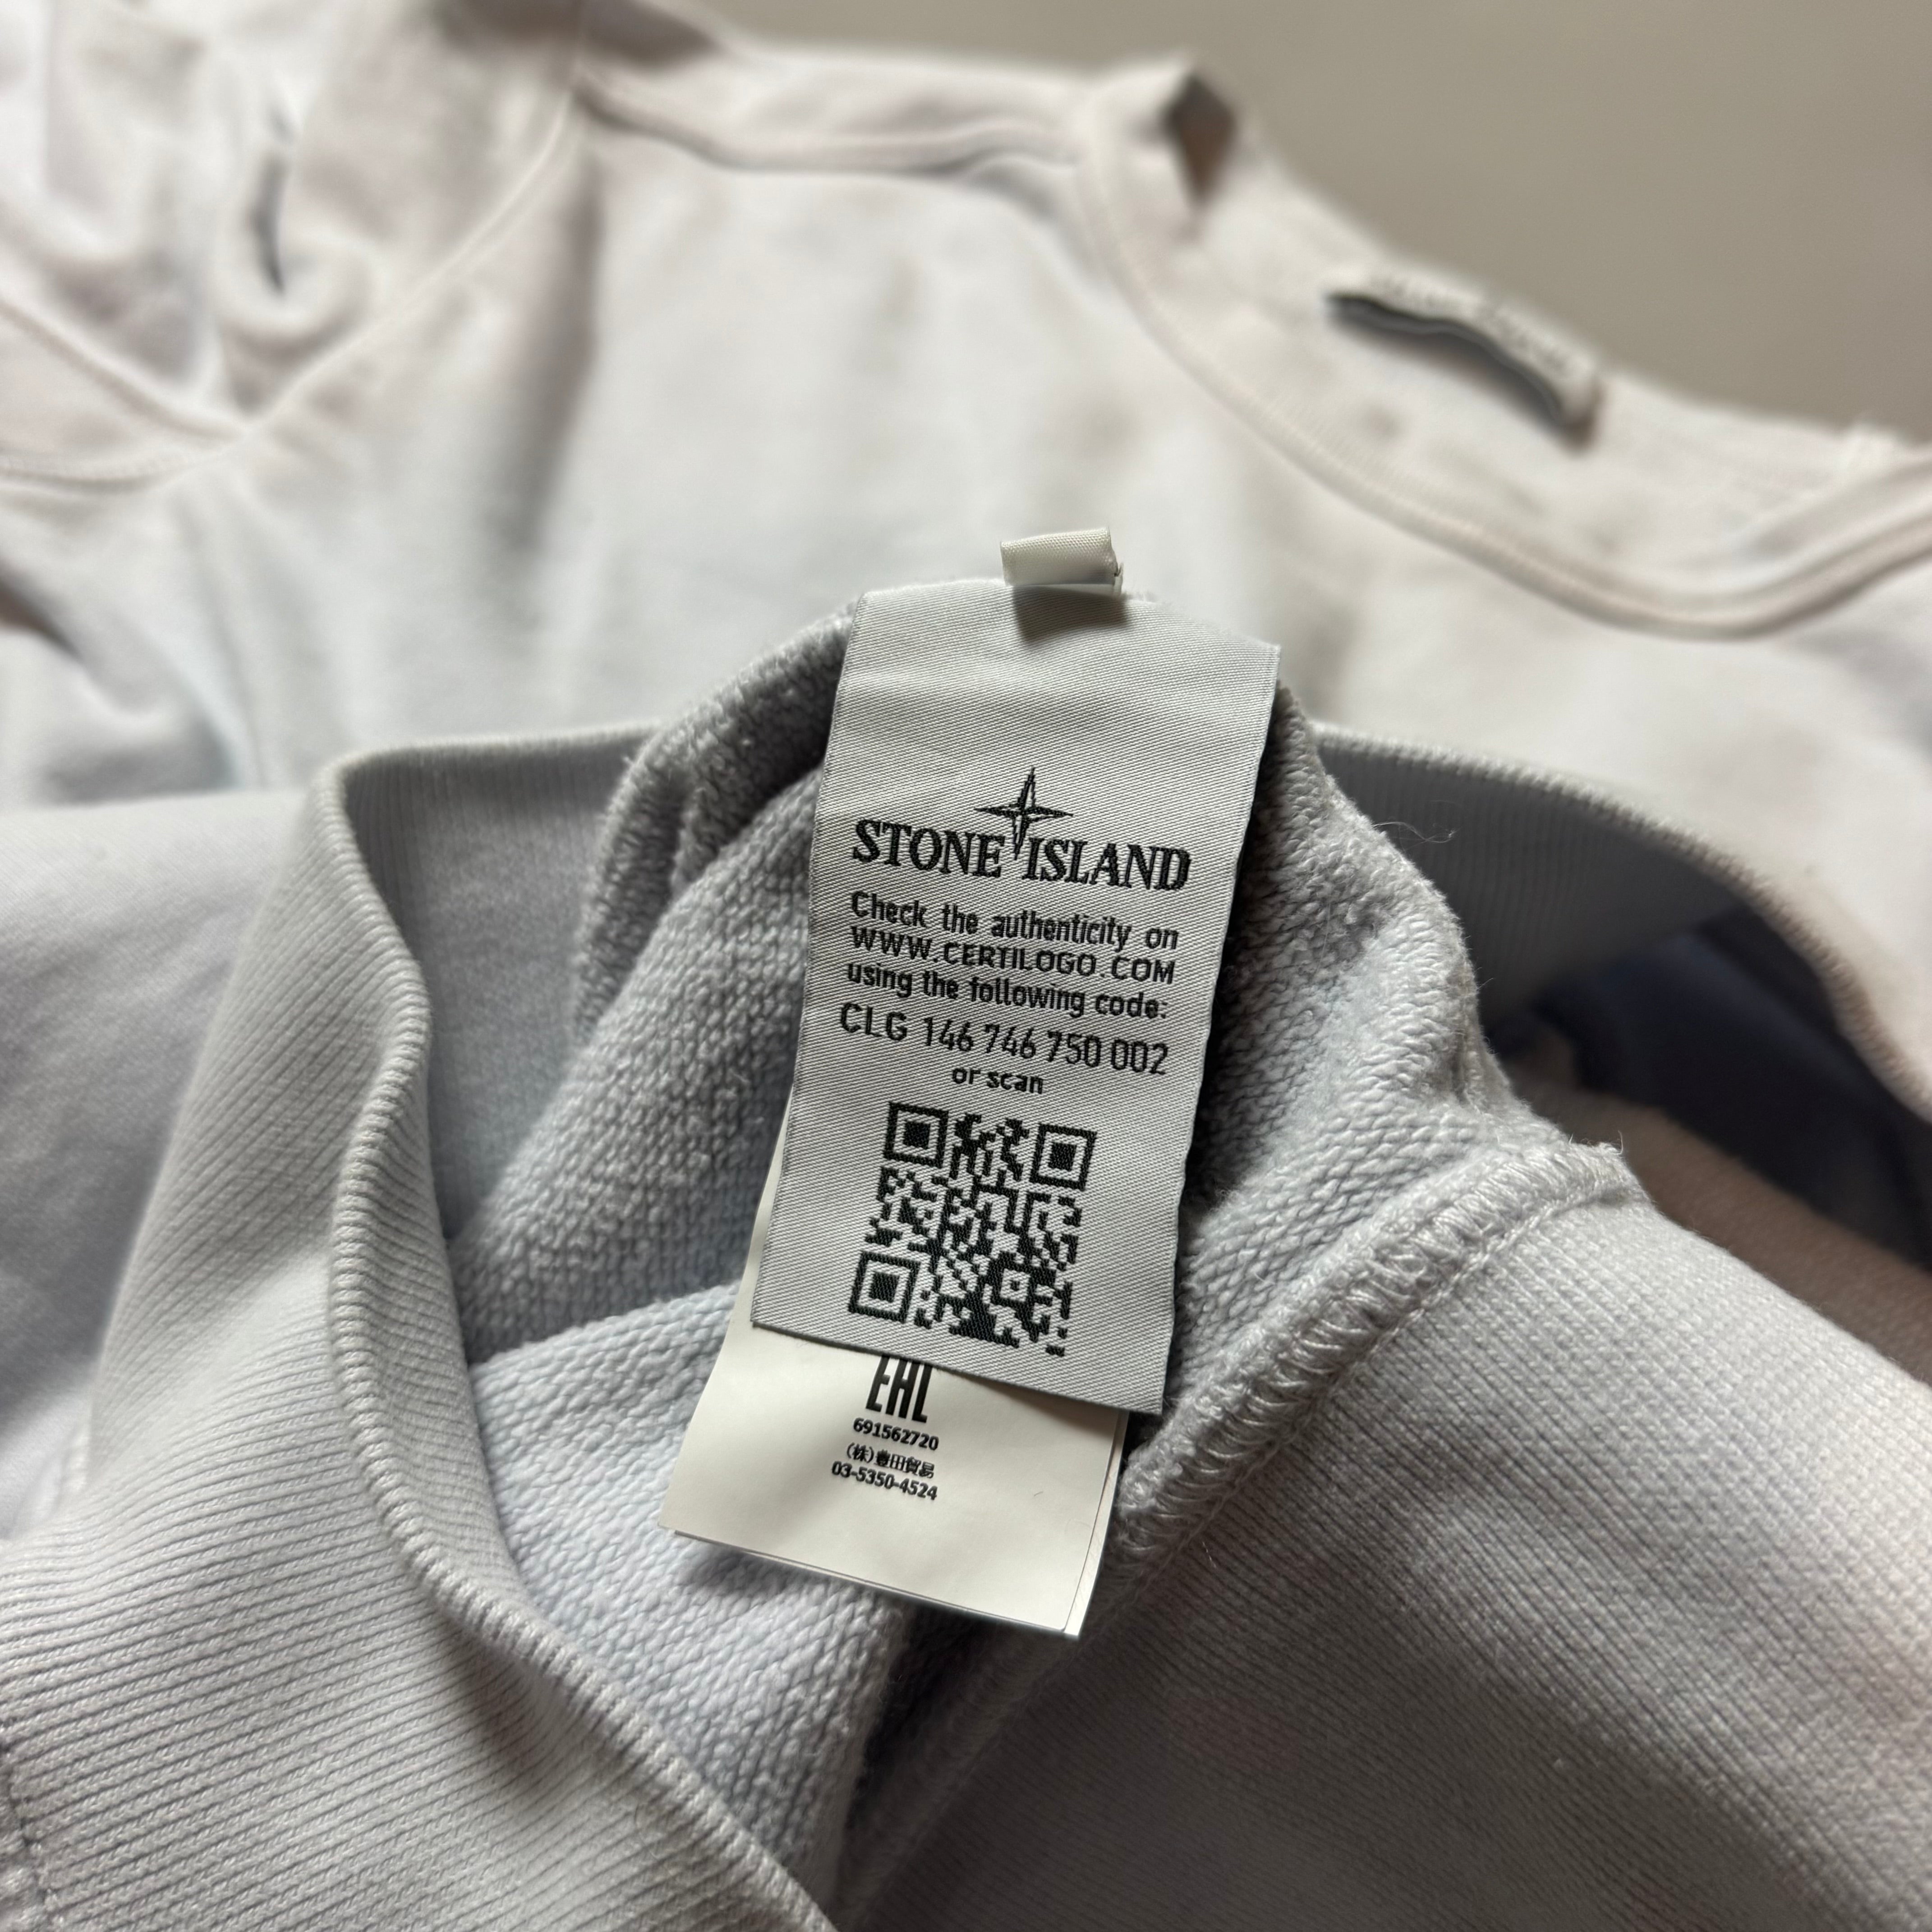 STONE ISLAND
Check the authenticity on
WWW.CERTILOGO.COM
using the following code:
CLG 146 746 750 002
or scan
EAC
691562720
(株)豊田貿易
03-5350-4524